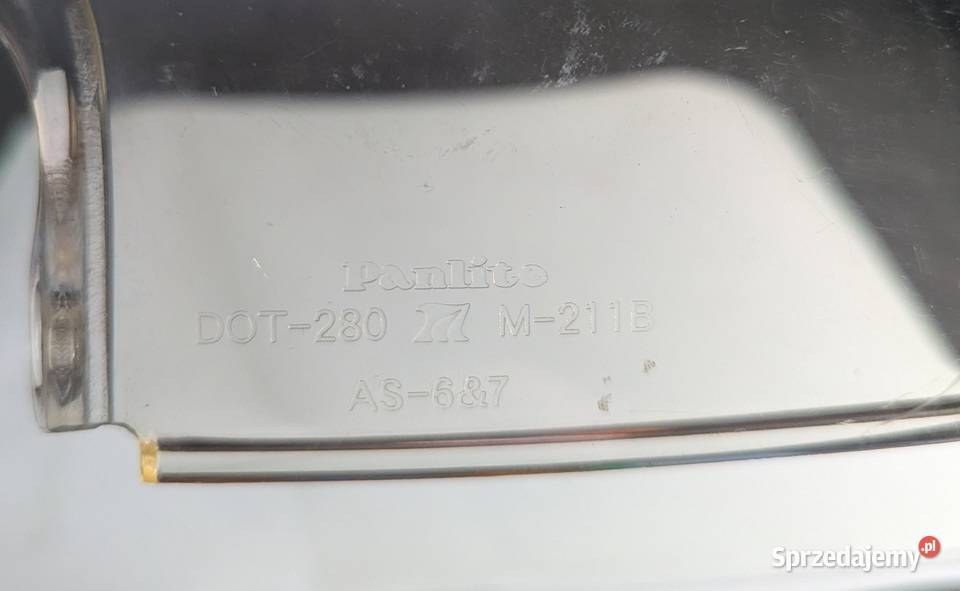 Panlite
DOT-280 M-211B
AS-6&7
Sprzedajemy.pl